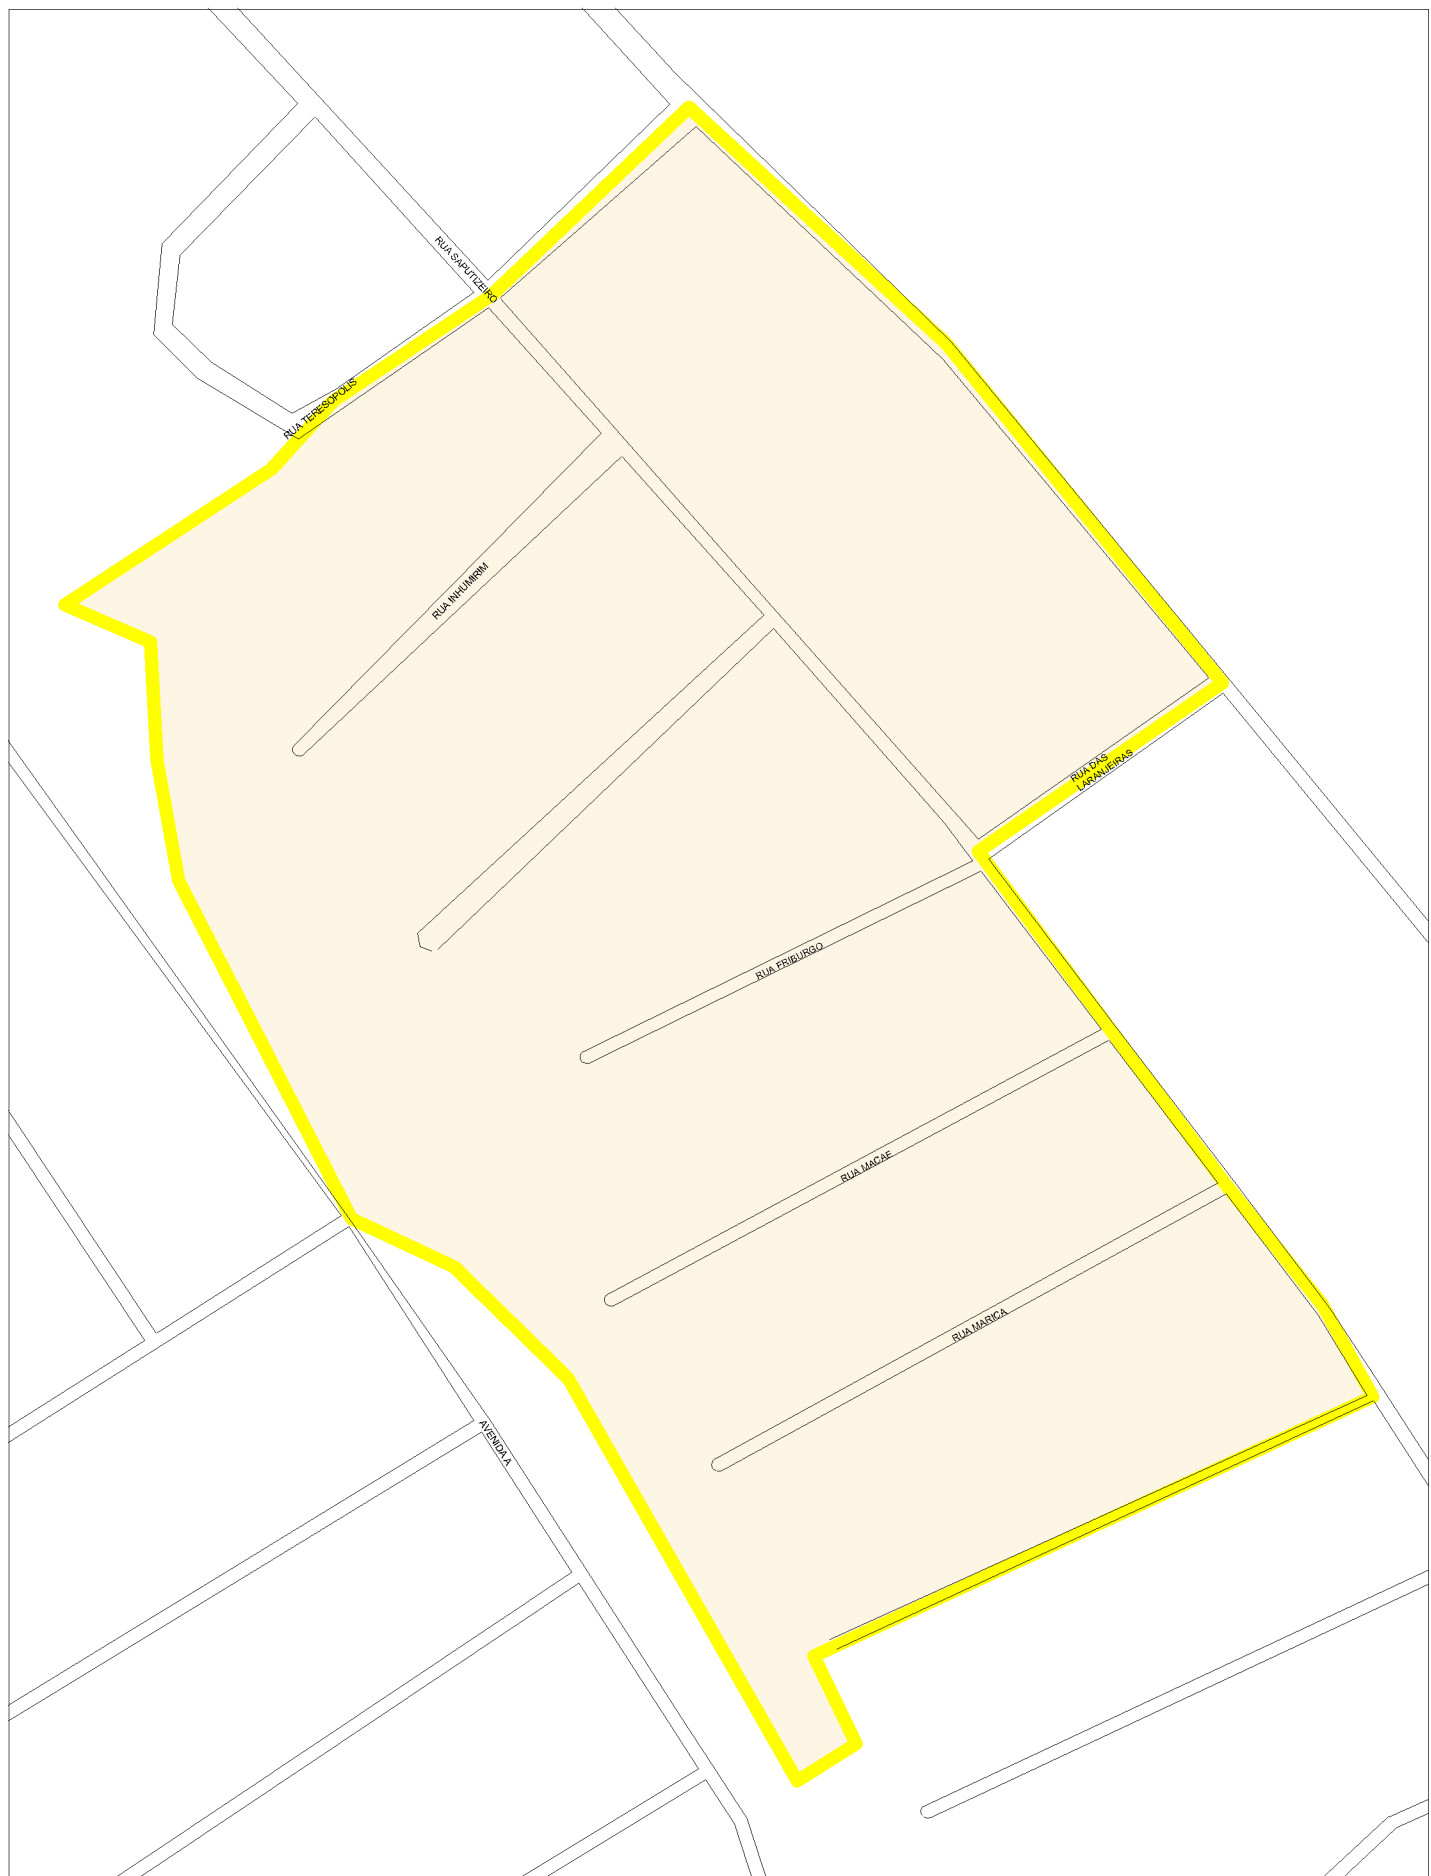 RUA SAPUTIZEIRO
RUA TERESOPOLIS
RUA INHUMIRIM
RUA DAS
LARANJEIRAS
RUA FRIBURGO
RUA MACAE
RUA MARICA
AVENIDA A